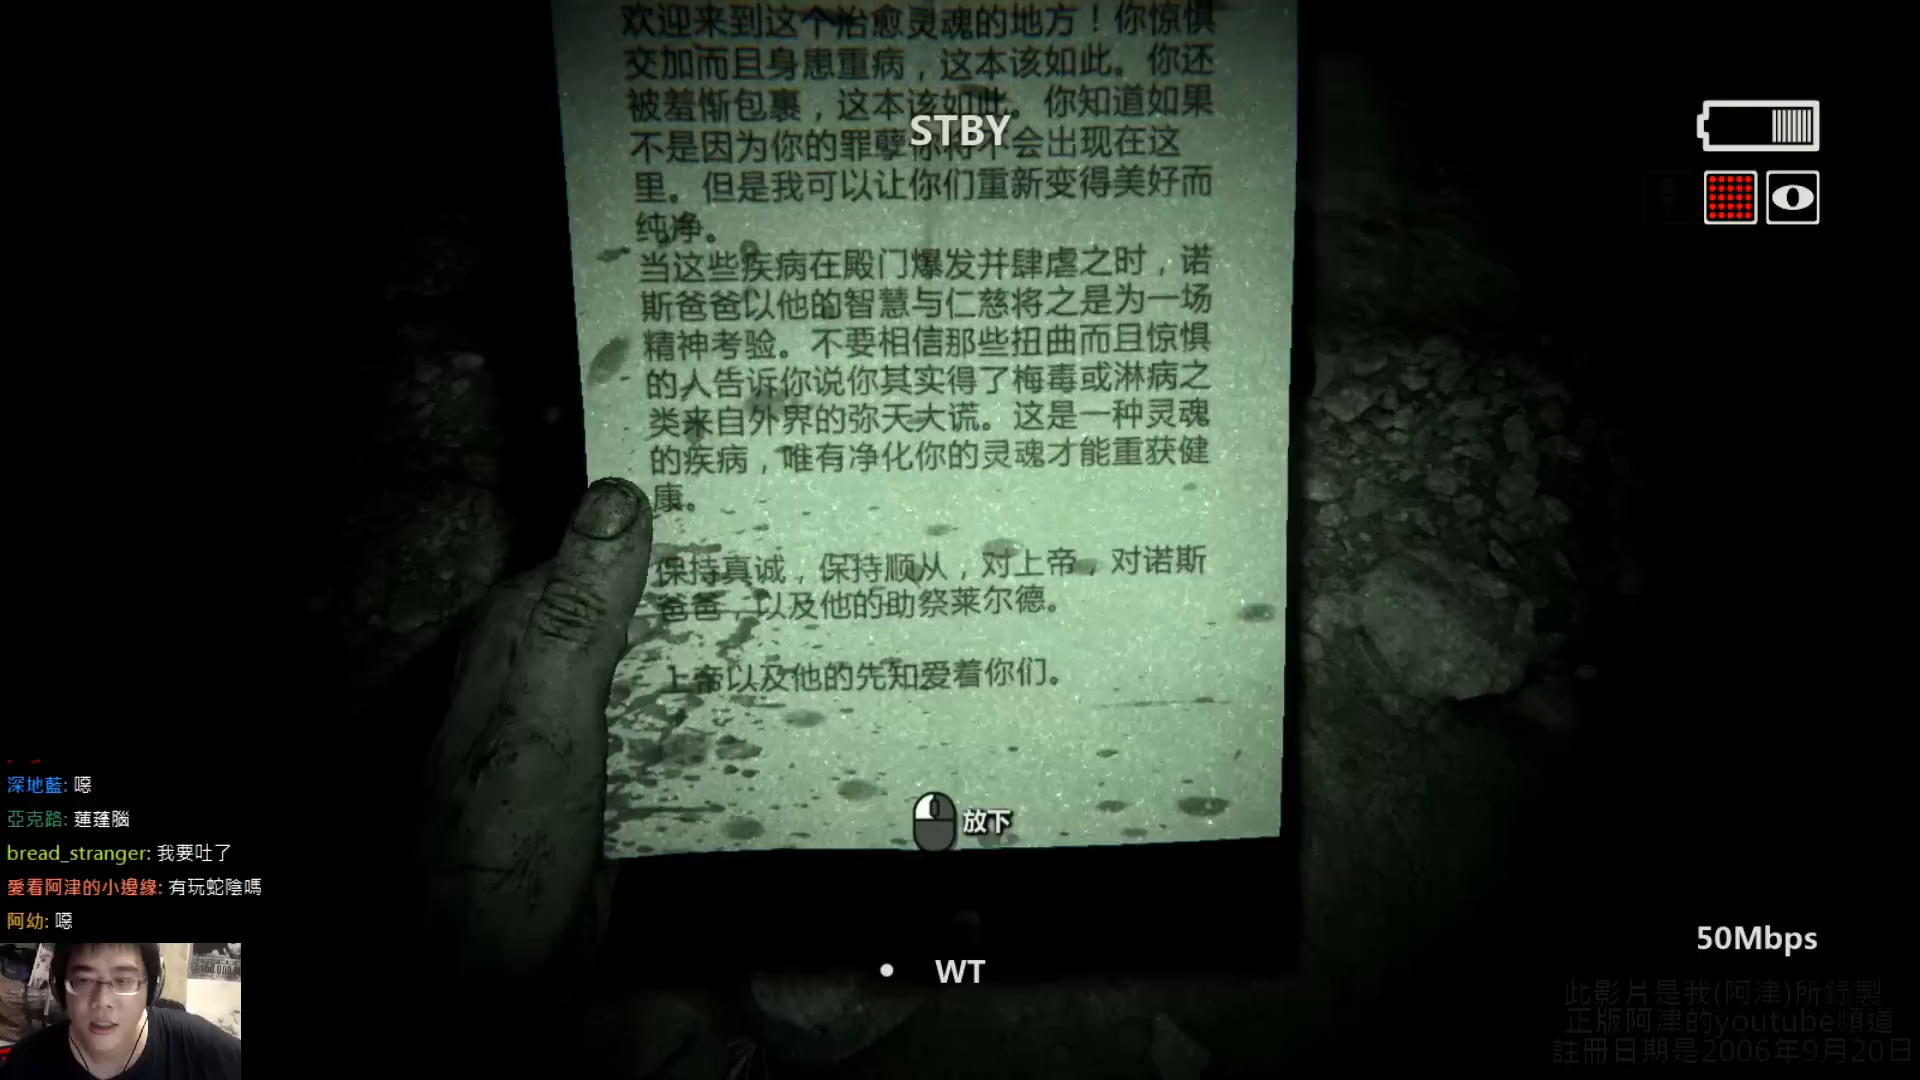 欢迎来到这个治愈灵魂的地方！你惊惧
交加而且身患重病，这本该如此。你还
被羞惭包裹，这本该如此。你知道如果
不是因为你的罪孽你将不会出现在这
里。但是我可以让你们重新变得美好而
纯净。
当这些疾病在殿门爆发并肆虐之时，诺
斯爸爸以他的智慧与仁慈将之是为一场
精神考验。不要相信那些扭曲而且惊惧
的人告诉你说你其实得了梅毒或淋病之
类来自外界的弥天大谎。这是一种灵魂
的疾病，唯有净化你的灵魂才能重获健
康。
保持真诚，保持顺从，对上帝，对诺斯
爸爸，以及他的助祭莱尔德。
上帝以及他的先知爱着你们。
STBY
放下
WT
50Mbps
深地藍: 噁
亞克路: 蓮蓬腦
bread_stranger: 我要吐了
愛看阿津的小邊緣: 有玩蛇陰嗎
阿幼: 噁
此影片是我(阿津)所錄製
正版阿津的youtube頻道
註冊日期是2006年9月20日